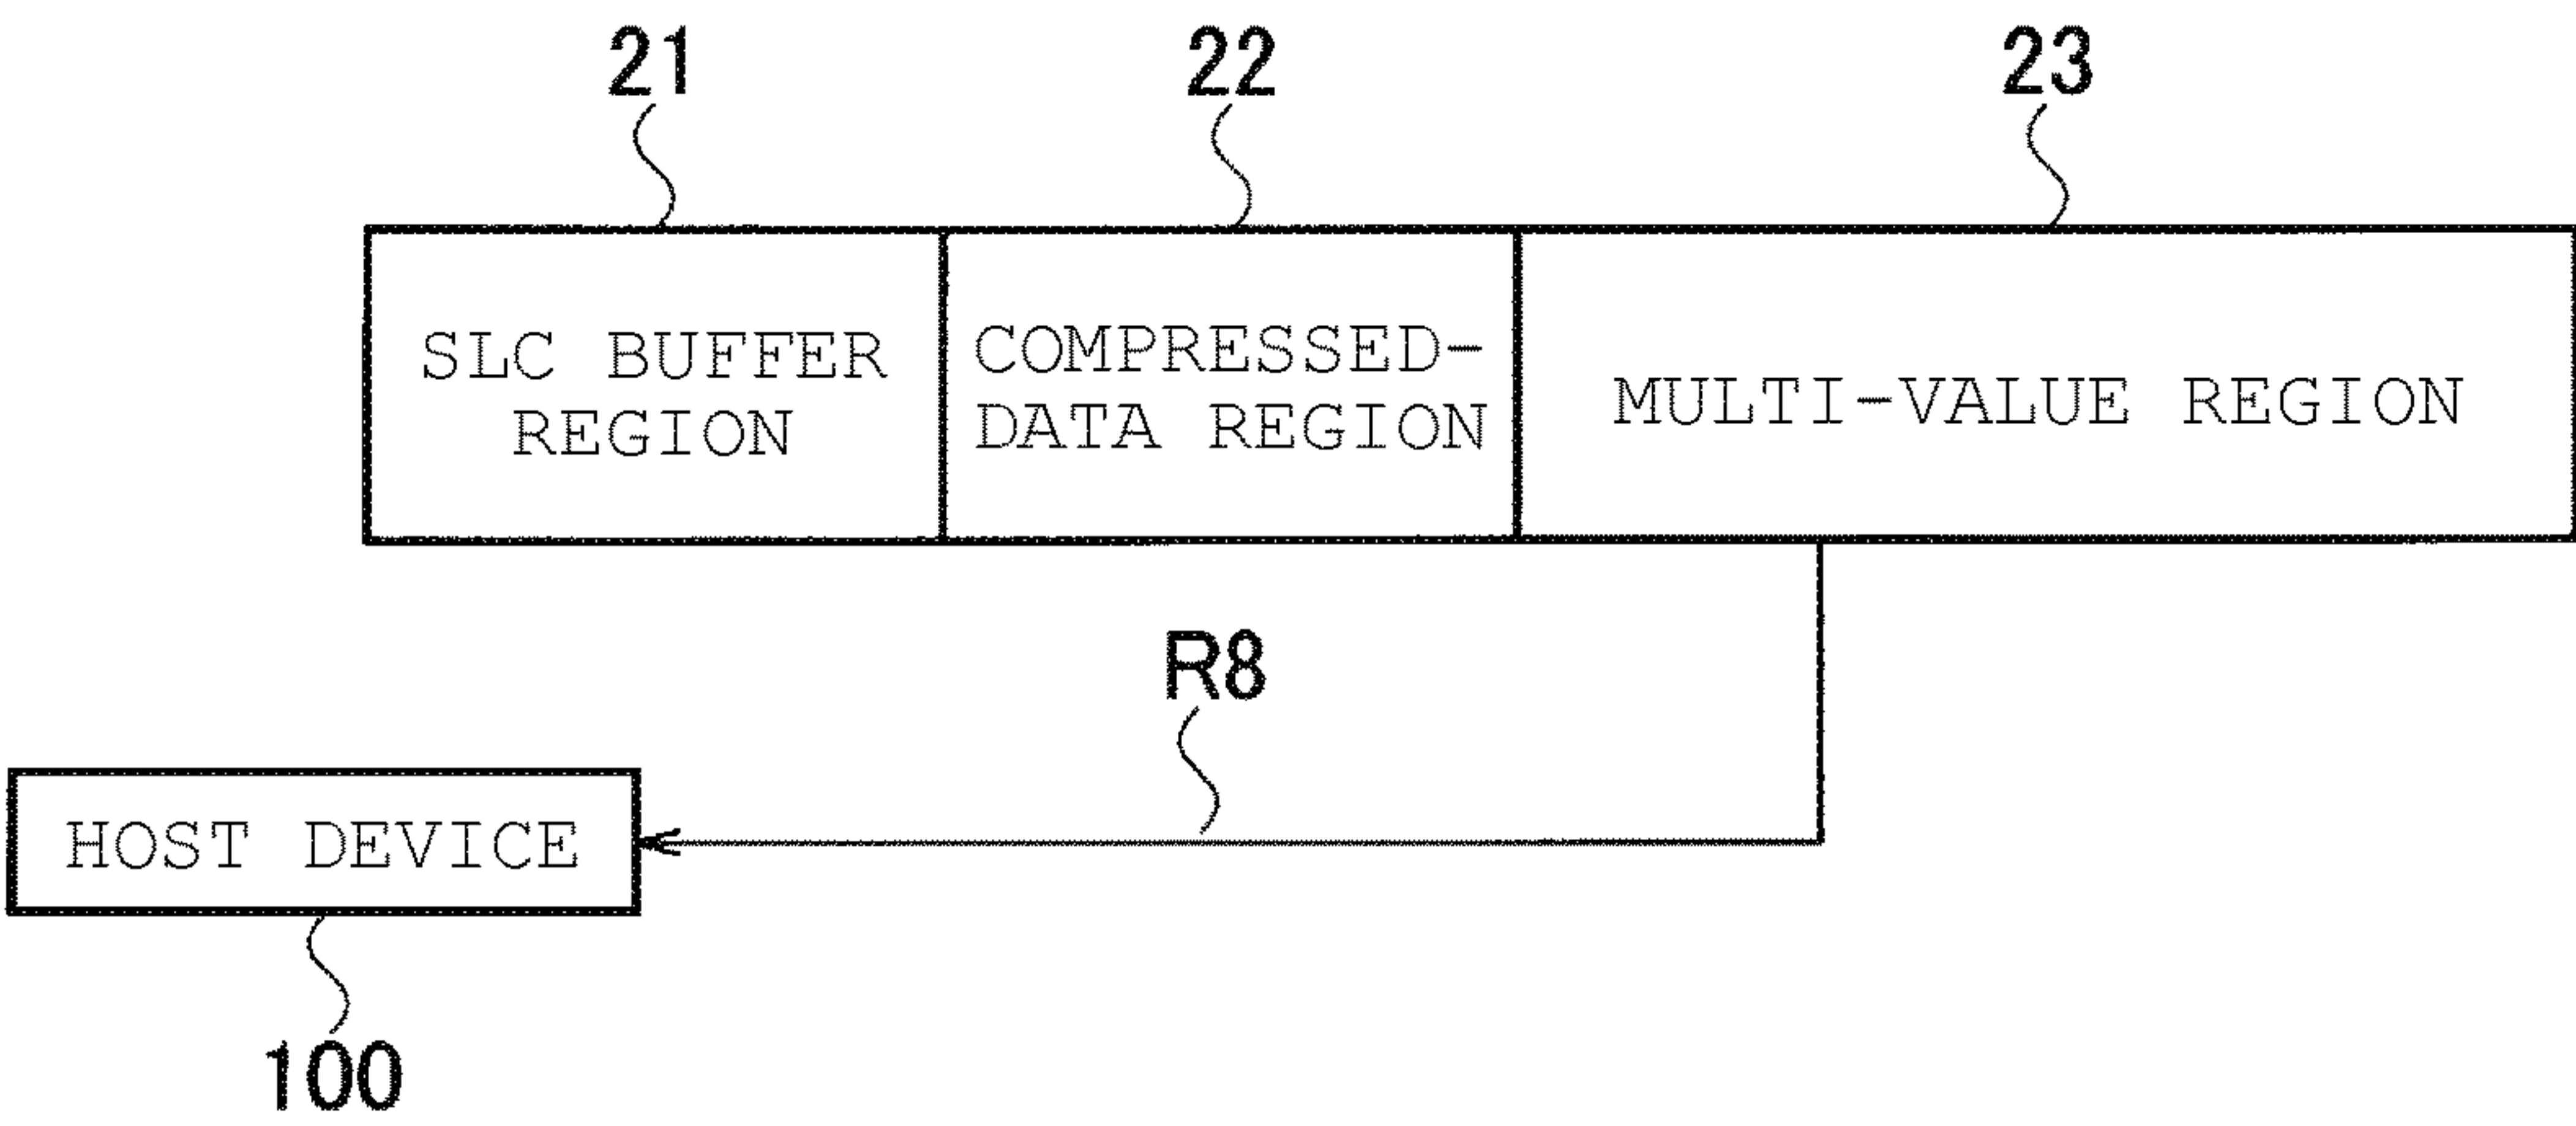 21
22
23
SLC BUFFER
REGION
COMPRESSED-
DATA REGION
MULTI-VALUE REGION
R8
HOST DEVICE
100